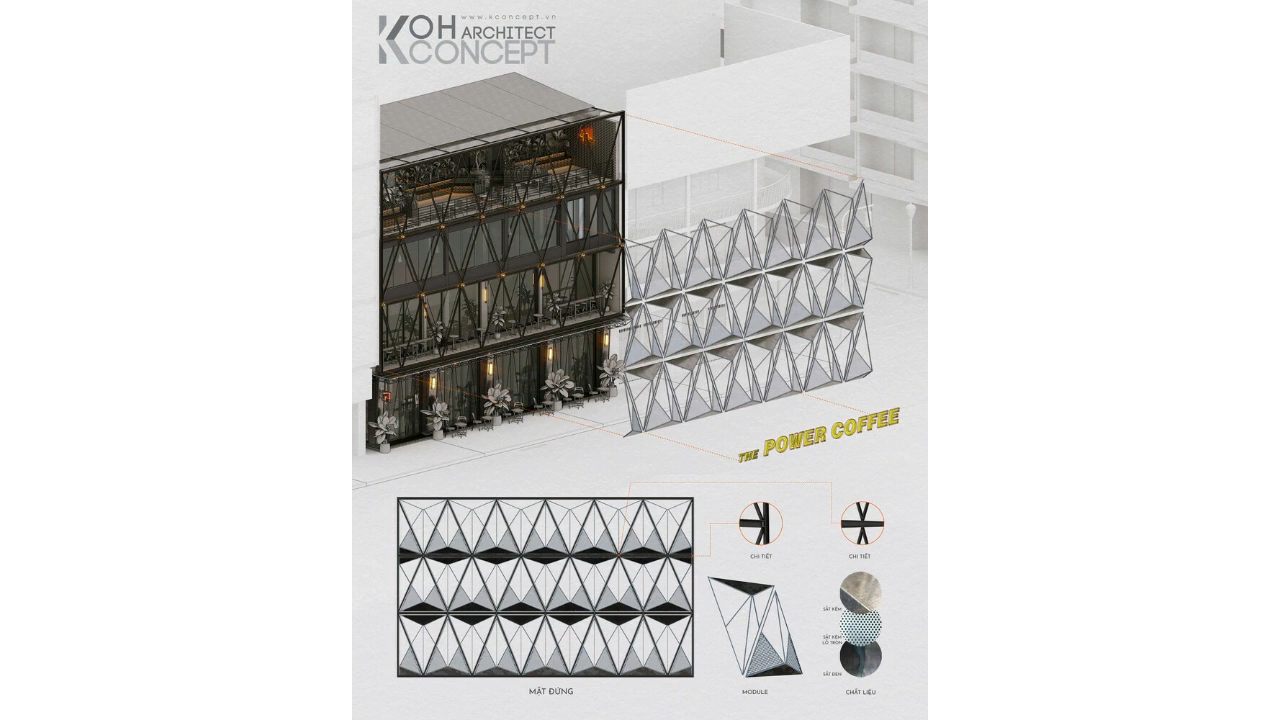 www.kconcept.vn
KOH ARCHITECT
KCONCEPT
THE POWER COFFEE
CHI TIẾT
CHI TIẾT
SẮT KẼM
SẮT KẼM
LỖ TRÒN
SẮT ĐEN
MẶT ĐỨNG
MODULE
CHẤT LIỆU